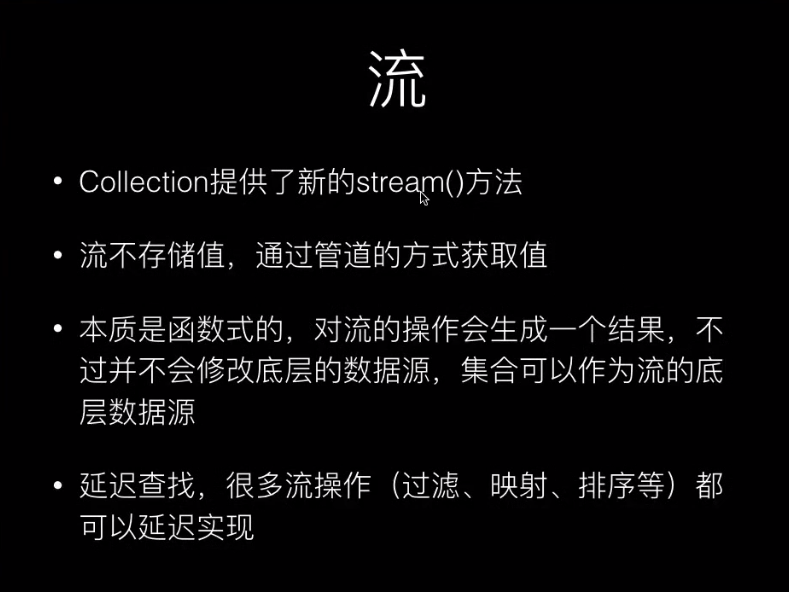 流
• Collection提供了新的stream()方法
• 流不存储值，通过管道的方式获取值
• 本质是函数式的，对流的操作会生成一个结果，不
过并不会修改底层的数据源，集合可以作为流的底
层数据源
• 延迟查找，很多流操作（过滤、映射、排序等）都
可以延迟实现